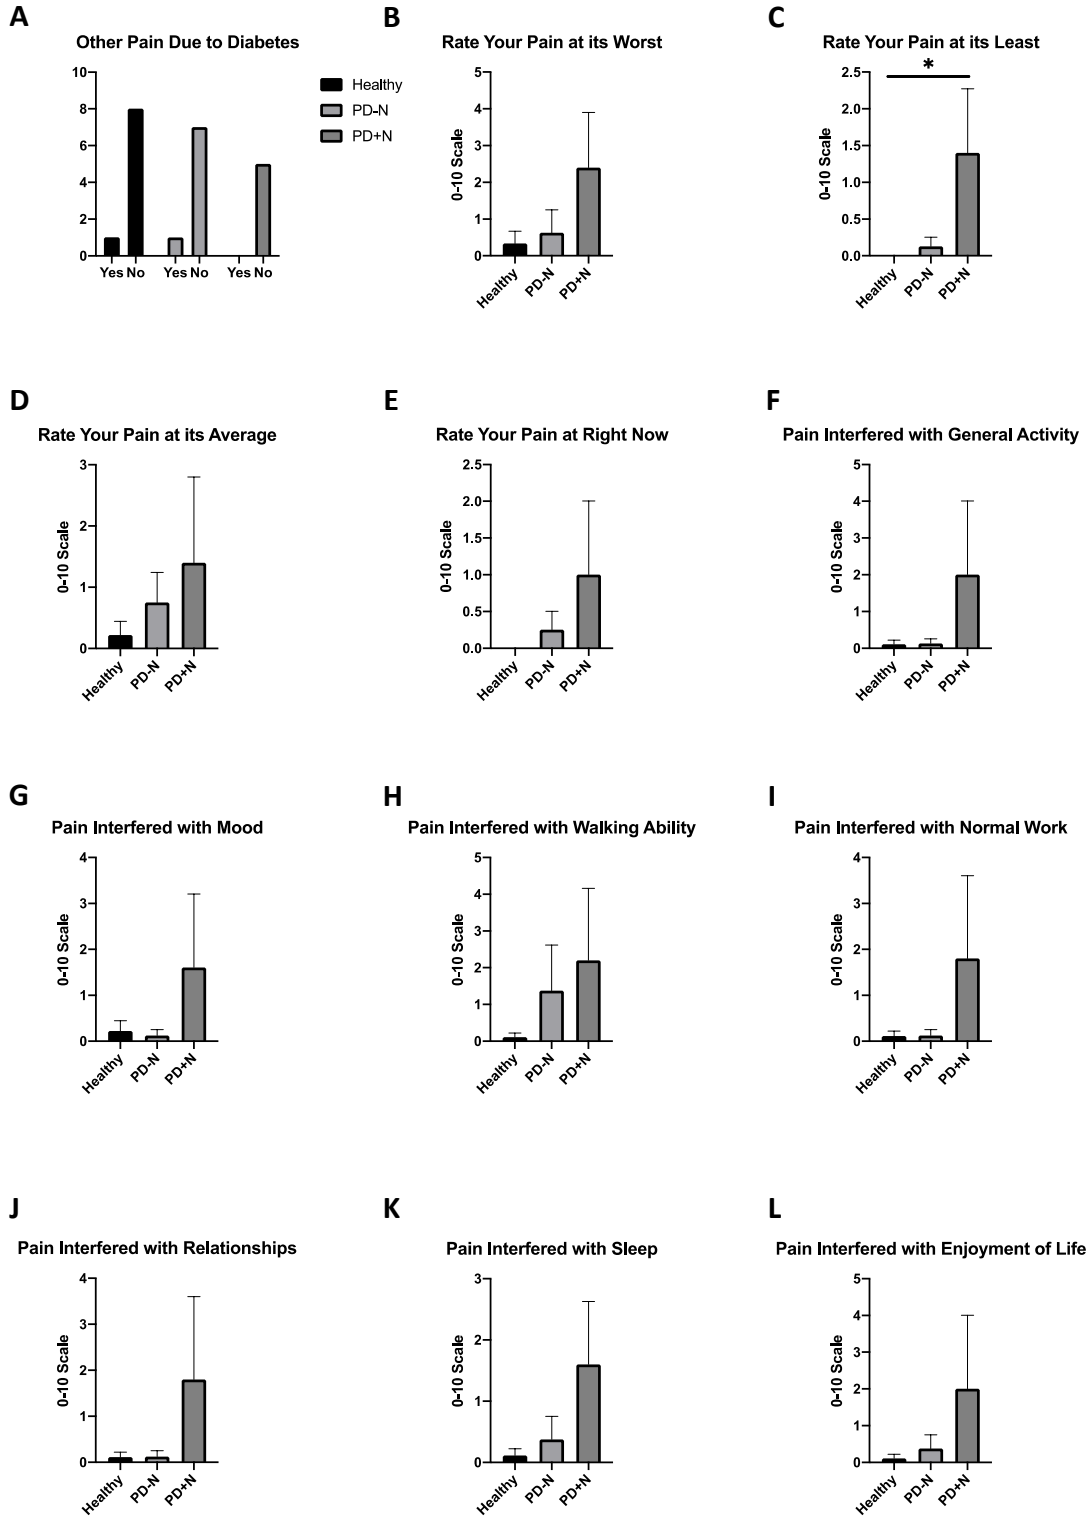 A
Other Pain Due to Diabetes
10
8
6
4
2
0
Yes No Yes No Yes No
Healthy
PD-N
PD+N
B
Rate Your Pain at its Worst
0-10 Scale
5
4
3
2
1
0
Healthy
PD-N
PD+N
C
Rate Your Pain at its Least
*
0-10 Scale
2.5
2.0
1.5
1.0
0.5
0.0
Healthy
PD-N
PD+N
D
Rate Your Pain at its Average
0-10 Scale
3
2
1
0
Healthy
PD-N
PD+N
E
Rate Your Pain at Right Now
0-10 Scale
2.5
2.0
1.5
1.0
0.5
0.0
Healthy
PD-N
PD+N
F
Pain Interfered with General Activity
0-10 Scale
5
4
3
2
1
0
Healthy
PD-N
PD+N
G
Pain Interfered with Mood
0-10 Scale
4
3
2
1
0
Healthy
PD-N
PD+N
H
Pain Interfered with Walking Ability
0-10 Scale
5
4
3
2
1
0
Healthy
PD-N
PD+N
I
Pain Interfered with Normal Work
0-10 Scale
4
3
2
1
0
Healthy
PD-N
PD+N
J
Pain Interfered with Relationships
0-10 Scale
4
3
2
1
0
Healthy
PD-N
PD+N
K
Pain Interfered with Sleep
0-10 Scale
3
2
1
0
Healthy
PD-N
PD+N
L
Pain Interfered with Enjoyment of Life
0-10 Scale
5
4
3
2
1
0
Healthy
PD-N
PD+N